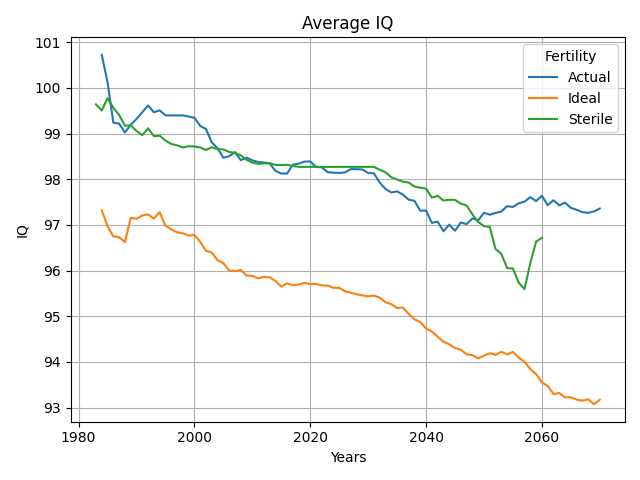 Average IQ
101
100
99
98
97
96
95
94
93
IQ
1980
2000
2020
2040
2060
Years
Fertility
Actual
Ideal
Sterile